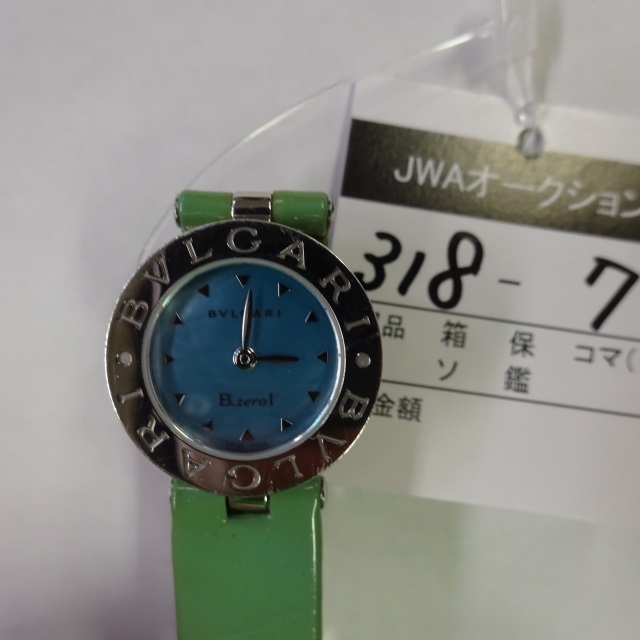 JWAオークション
318 - 7
品 箱 保 コマ(
ソ 鑑
金額
BVLGARI
BVLGARI
BVLGARI
B.zero1